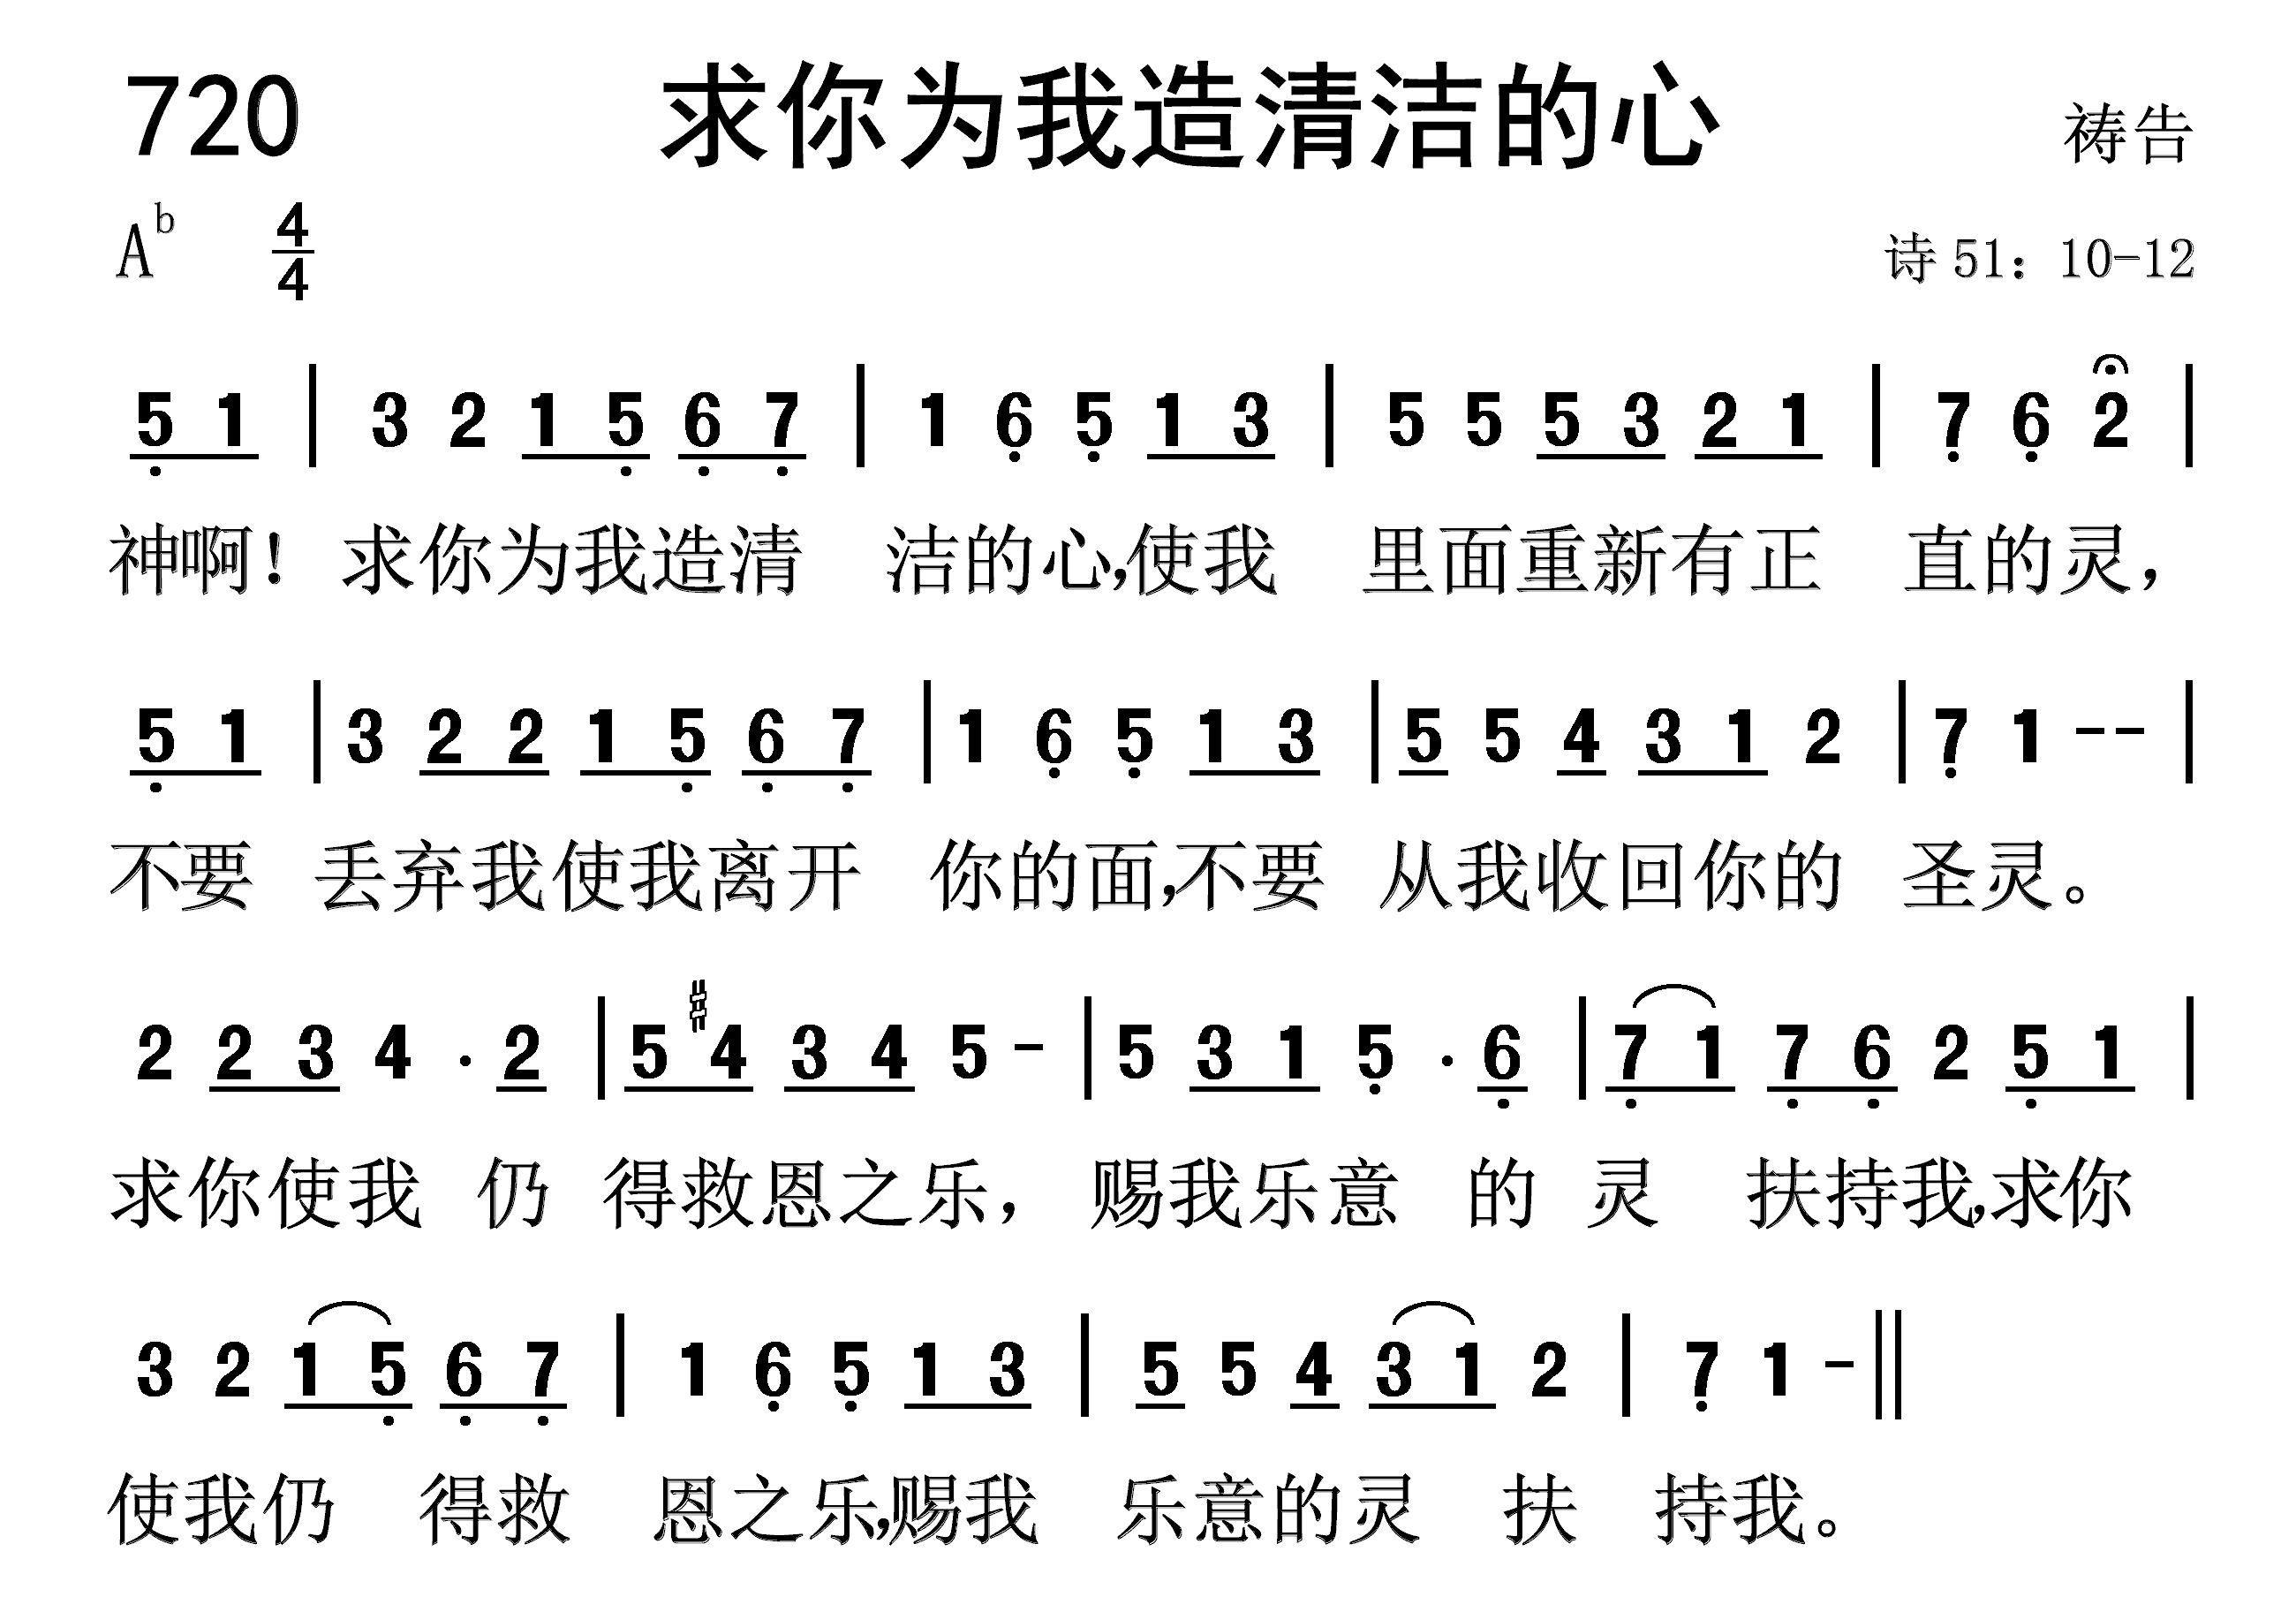 720 求你为我造清洁的心 祷告
A♭ 4/4 诗 51：10-12
5 1 | 3 2 1 5 6 7 | 1 6 5 1 3 | 5 5 5 3 2 1 | 7 6 2 |
神啊！求你为我造清 洁的心,使我 里面重新有正 直的灵，
5 1 | 3 2 2 1 5 6 7 | 1 6 5 1 3 | 5 5 4 3 1 2 | 7 1 -- |
不要 丢弃我使我离开 你的面,不要 从我收回你的 圣灵。
2 2 3 4 . 2 | 5 #4 3 4 5 - | 5 3 1 5 . 6 | 7 1 7 6 2 5 1 |
求你使我 仍 得救恩之乐， 赐我乐意 的 灵 扶持我,求你
3 2 1 5 6 7 | 1 6 5 1 3 | 5 5 4 3 1 2 | 7 1 - ||
使我仍 得救 恩之乐,赐我 乐意的灵 扶 持我。